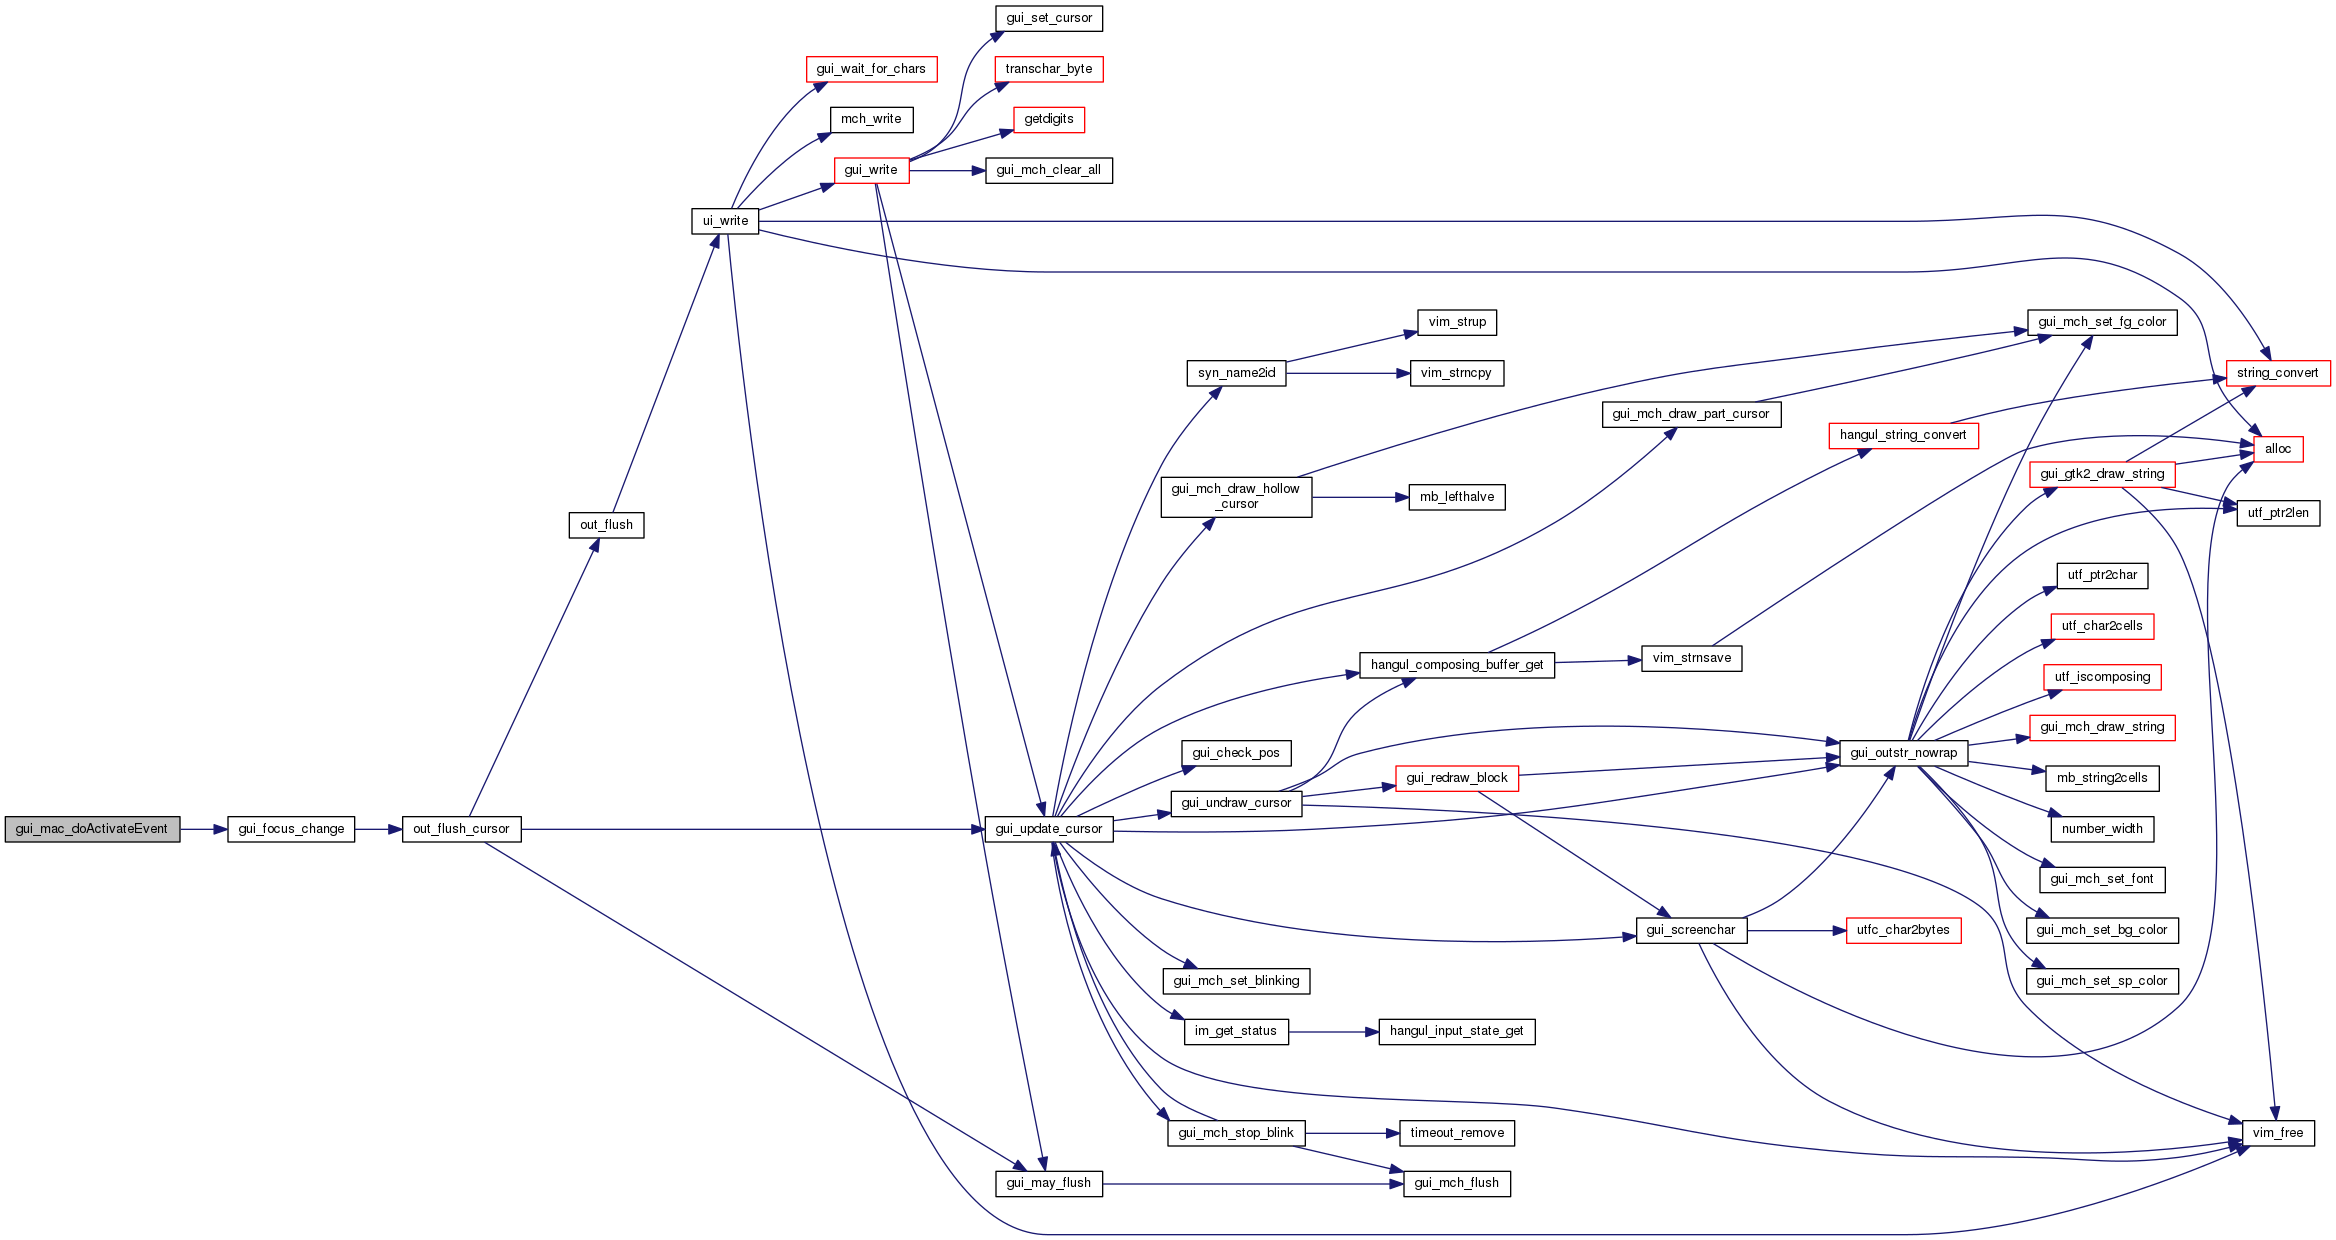 gui_set_cursor
gui_wait_for_chars
transchar_byte
mch_write
getdigits
gui_write
gui_mch_clear_all
ui_write
vim_strup
gui_mch_set_fg_color
syn_name2id
vim_strncpy
string_convert
gui_mch_draw_part_cursor
hangul_string_convert
alloc
gui_mch_draw_hollow
_cursor
mb_lefthalve
gui_gtk2_draw_string
out_flush
utf_ptr2len
utf_ptr2char
utf_char2cells
hangul_composing_buffer_get
vim_strnsave
utf_iscomposing
gui_mch_draw_string
gui_check_pos
gui_outstr_nowrap
gui_redraw_block
mb_string2cells
gui_undraw_cursor
gui_mac_doActivateEvent
gui_focus_change
out_flush_cursor
gui_update_cursor
number_width
gui_mch_set_font
gui_screenchar
utfc_char2bytes
gui_mch_set_bg_color
gui_mch_set_blinking
gui_mch_set_sp_color
im_get_status
hangul_input_state_get
gui_mch_stop_blink
timeout_remove
vim_free
gui_may_flush
gui_mch_flush